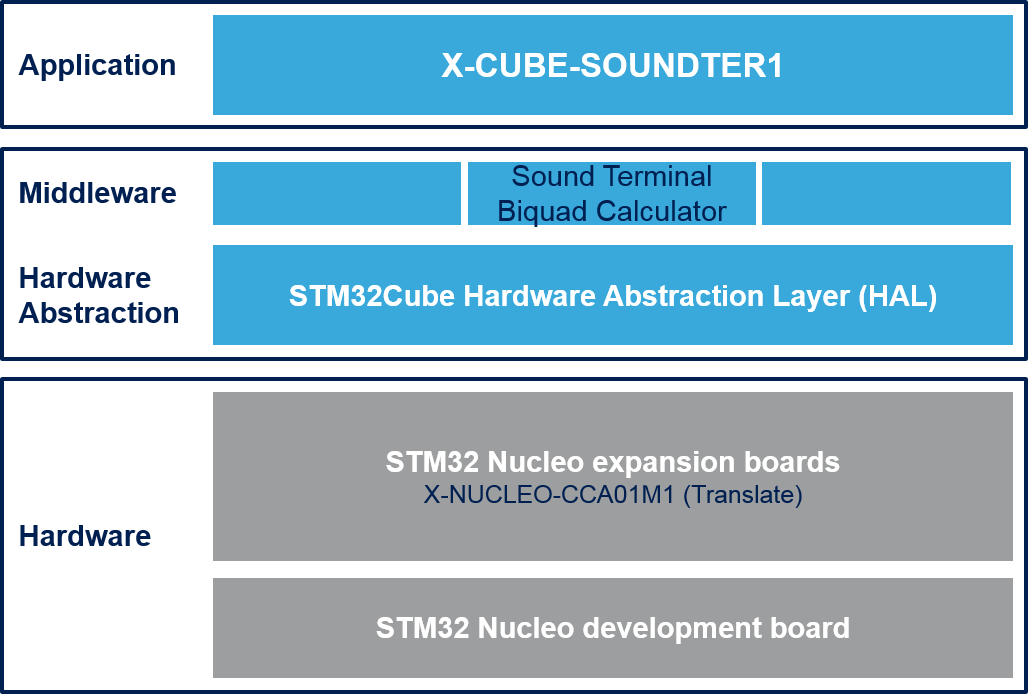 Application
X-CUBE-SOUNDTER1
Middleware
Sound Terminal
Biquad Calculator
Hardware
Abstraction
STM32Cube Hardware Abstraction Layer (HAL)
Hardware
STM32 Nucleo expansion boards
X-NUCLEO-CCA01M1 (Translate)
STM32 Nucleo development board